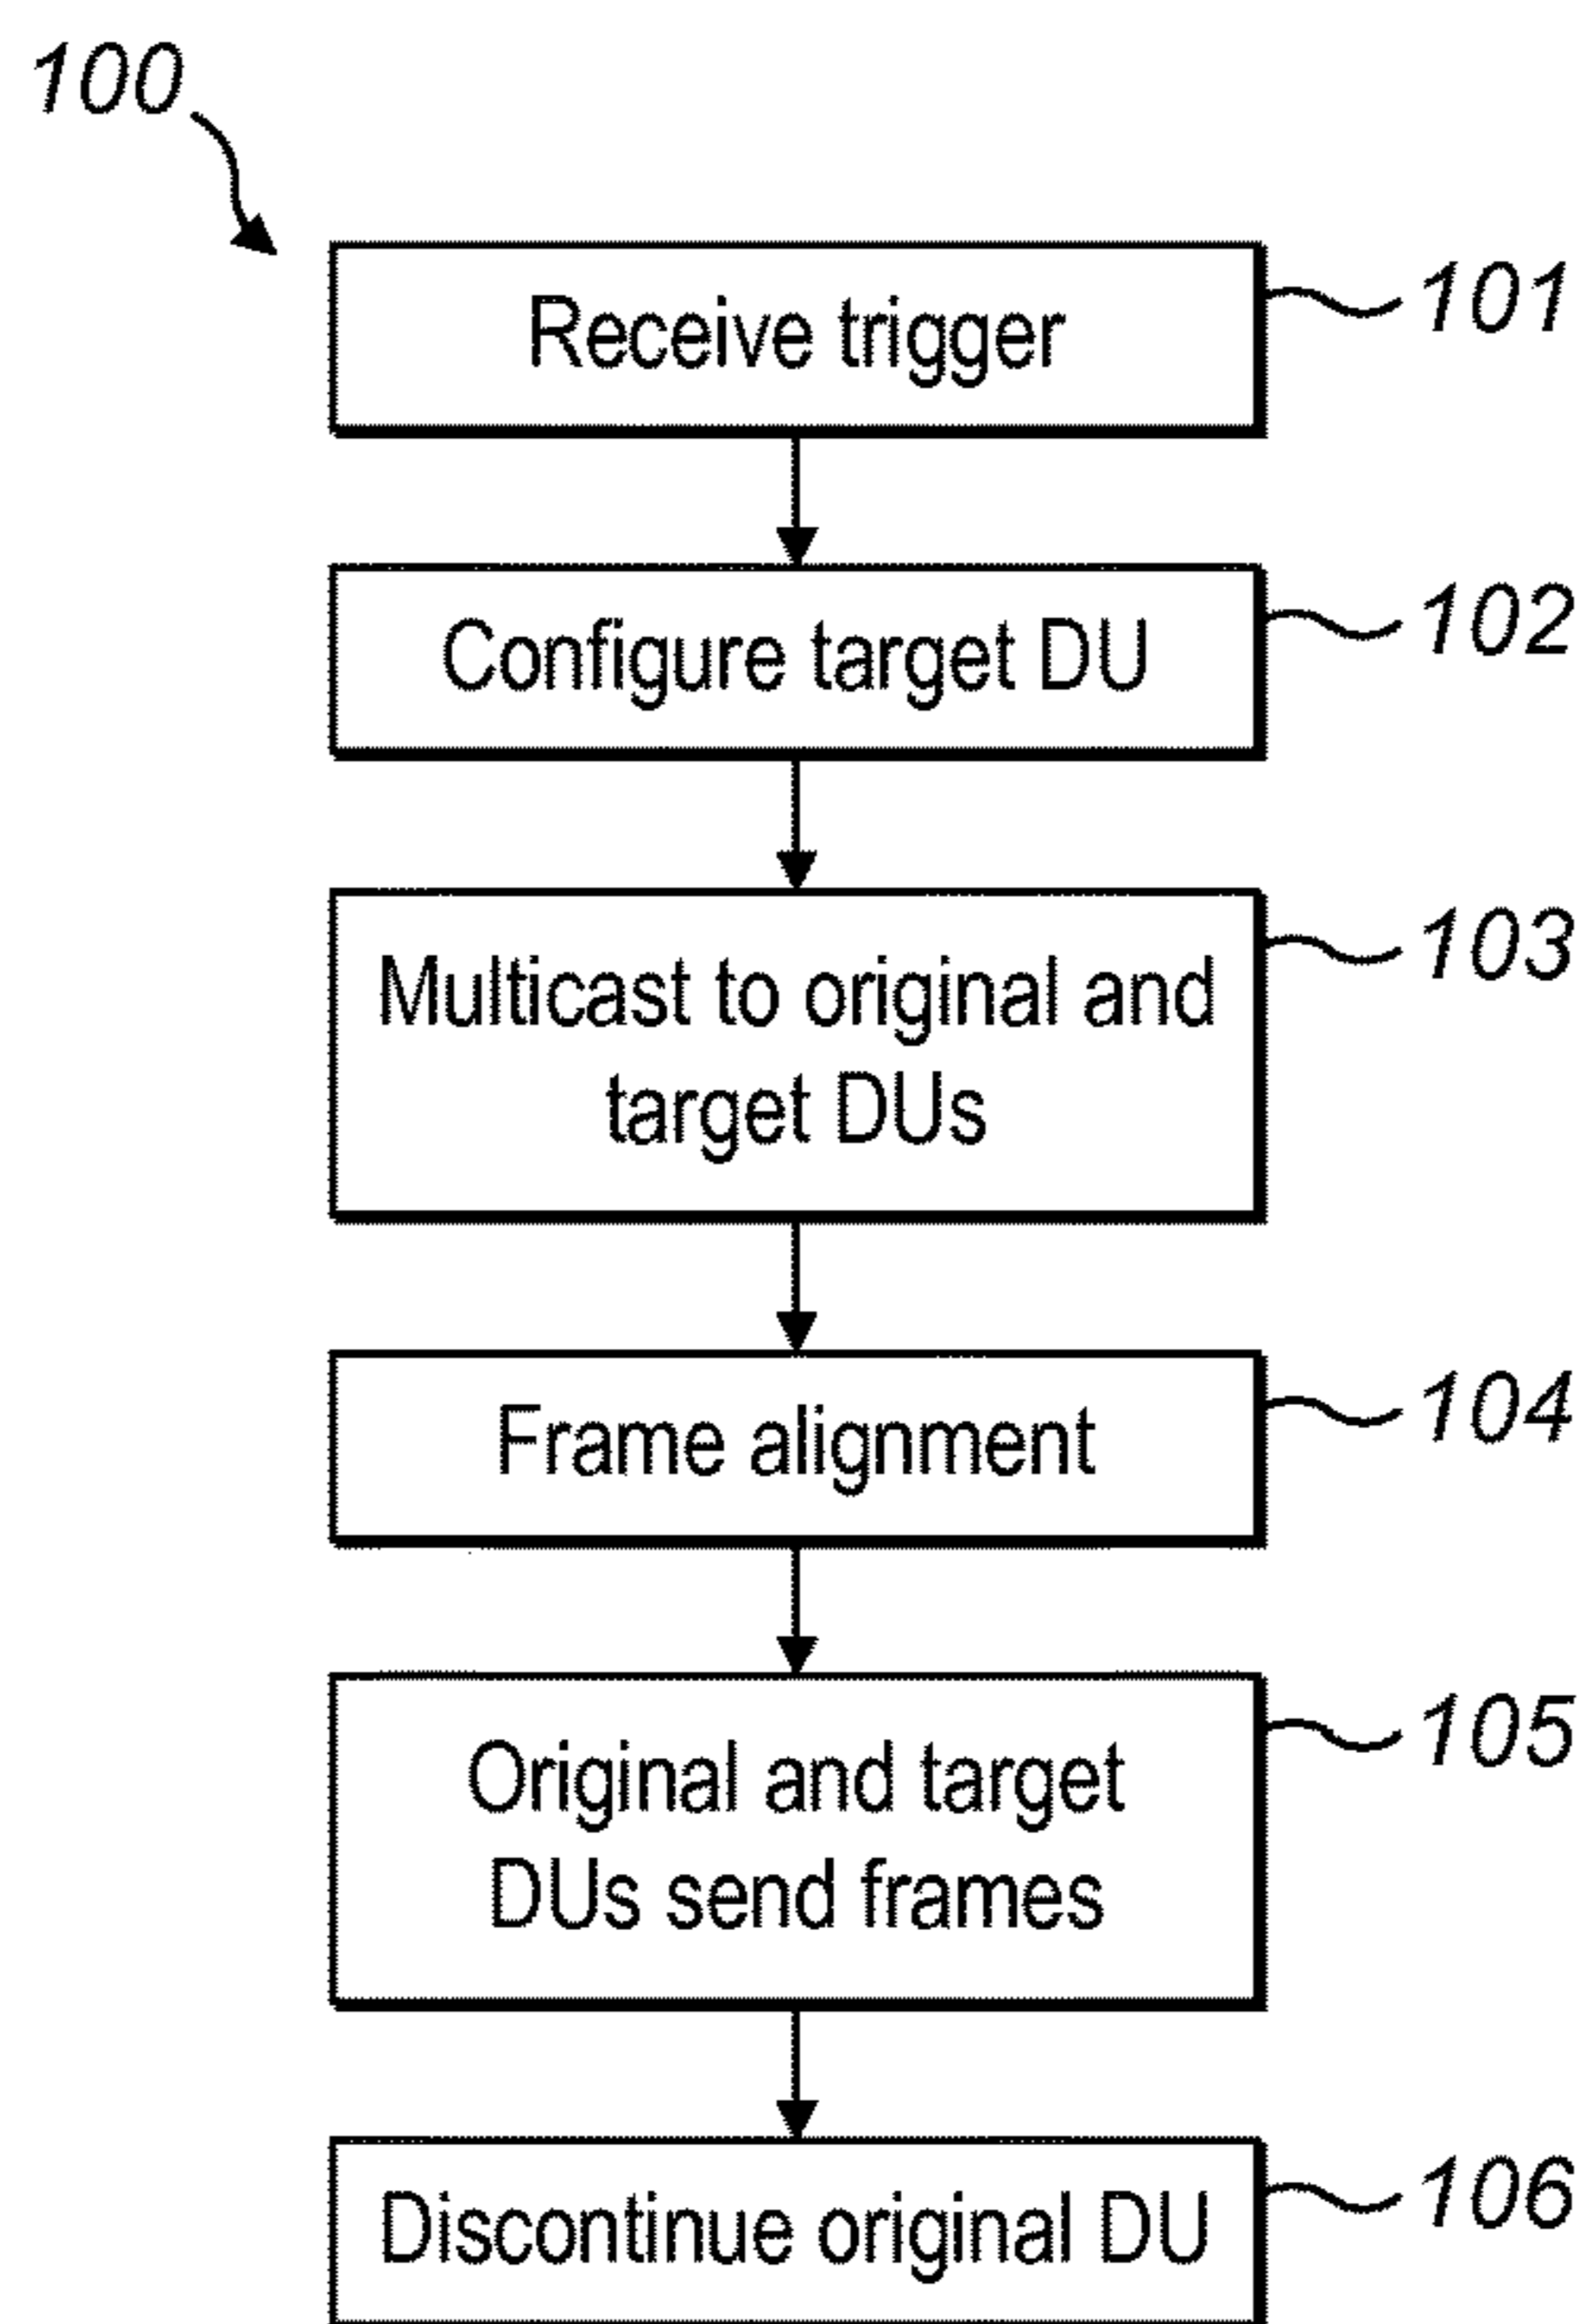 100
Receive trigger
101
Configure target DU
102
Multicast to original and
target DUs
103
Frame alignment
104
Original and target
DUs send frames
105
Discontinue original DU
106